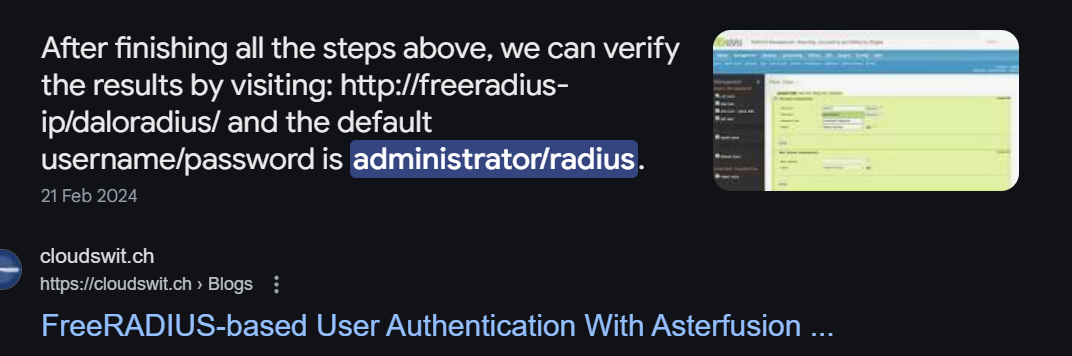 After finishing all the steps above, we can verify
the results by visiting: http://freeradius-
ip/daloradius/ and the default
username/password is administrator/radius.
21 Feb 2024
cloudswit.ch
https://cloudswit.ch › Blogs
FreeRADIUS-based User Authentication With Asterfusion ...